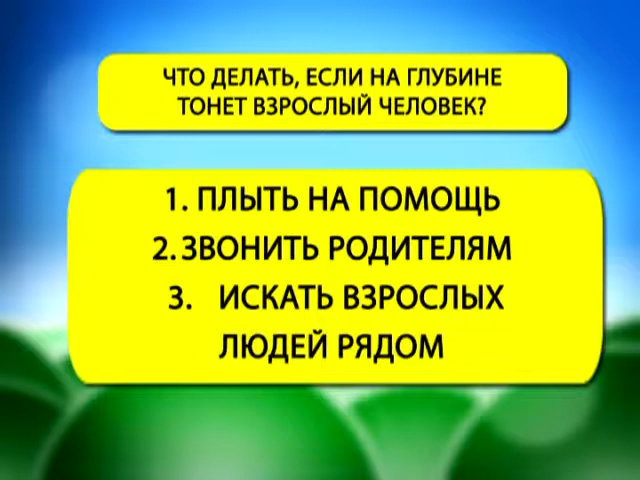 ЧТО ДЕЛАТЬ, ЕСЛИ НА ГЛУБИНЕ
ТОНЕТ ВЗРОСЛЫЙ ЧЕЛОВЕК?
1. ПЛЫТЬ НА ПОМОЩЬ
2. ЗВОНИТЬ РОДИТЕЛЯМ
3. ИСКАТЬ ВЗРОСЛЫХ
ЛЮДЕЙ РЯДОМ